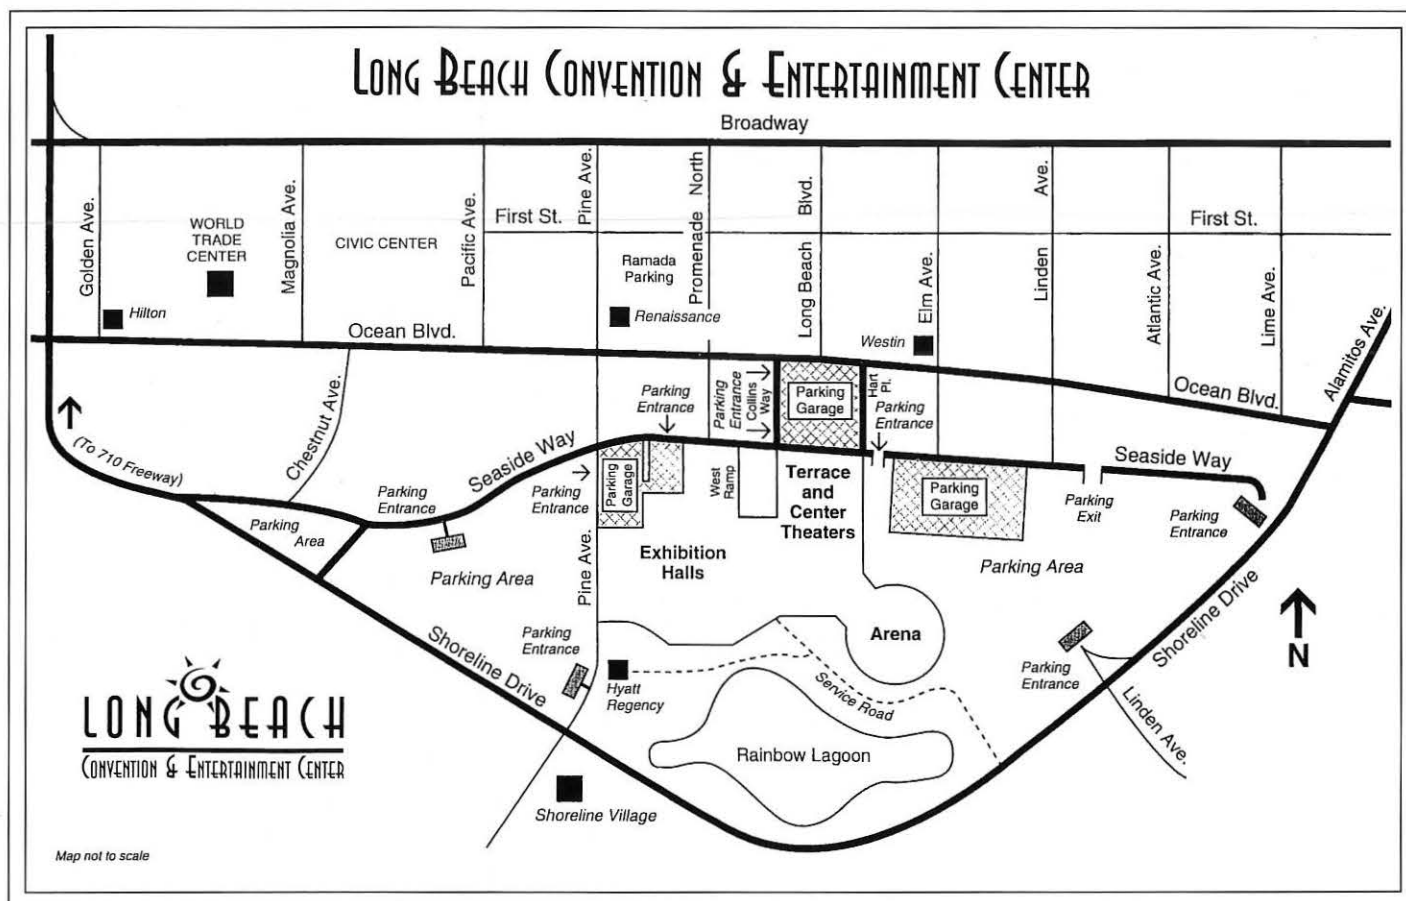 LONG BEACH CONVENTION & ENTERTAINMENT CENTER
Broadway
Golden Ave.
WORLD
TRADE
CENTER
Magnolia Ave.
CIVIC CENTER
Pacific Ave.
First St.
Pine Ave.
Ramada
Parking
Promenade North
Long Beach Blvd.
Elm Ave.
Linden Ave.
Atlantic Ave.
First St.
Lime Ave.
Alamitos Ave.
Hilton
Renaissance
Westin
Ocean Blvd.
Ocean Blvd.
Chestnut Ave.
(To 710 Freeway)
Seaside Way
Parking
Entrance
Parking
Entrance
Collins
Way
Parking
Garage
Hart
Pl.
Parking
Entrance
Seaside Way
Parking
Area
Parking
Entrance
Parking
Entrance
Parking
Garage
West
Ramp
Terrace
and
Center
Theaters
Parking
Garage
Parking
Exit
Parking
Entrance
Parking Area
Pine Ave.
Exhibition
Halls
Parking Area
Shoreline Drive
Parking
Entrance
Arena
Parking
Entrance
Shoreline Drive
N
Hyatt
Regency
Service Road
Linden Ave.
Rainbow Lagoon
Shoreline Village
LONG BEACH
CONVENTION & ENTERTAINMENT CENTER
Map not to scale